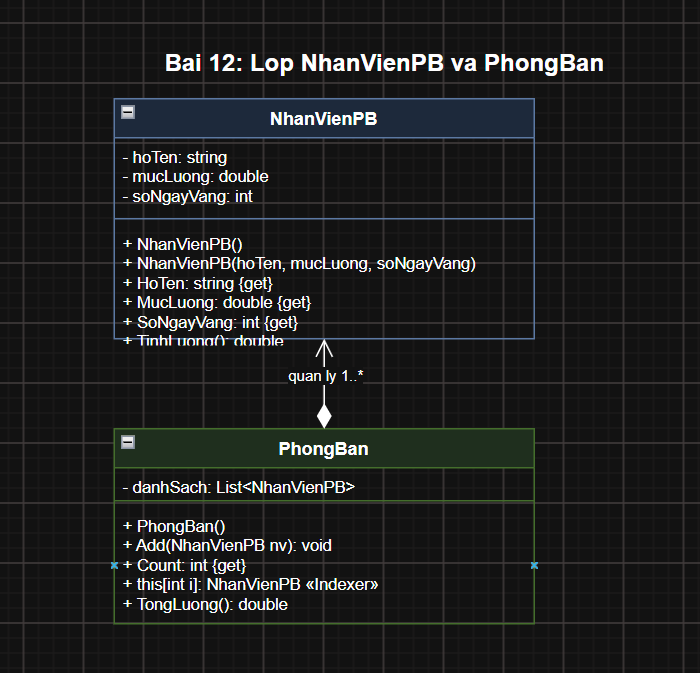 Bai 12: Lop NhanVienPB va PhongBan
NhanVienPB
- hoTen: string
- mucLuong: double
- soNgayVang: int
+ NhanVienPB()
+ NhanVienPB(hoTen, mucLuong, soNgayVang)
+ HoTen: string {get}
+ MucLuong: double {get}
+ SoNgayVang: int {get}
+ TinhLuong(): double
quan ly 1..*
PhongBan
- danhSach: List<NhanVienPB>
+ PhongBan()
+ Add(NhanVienPB nv): void
+ Count: int {get}
+ this[int i]: NhanVienPB «Indexer»
+ TongLuong(): double